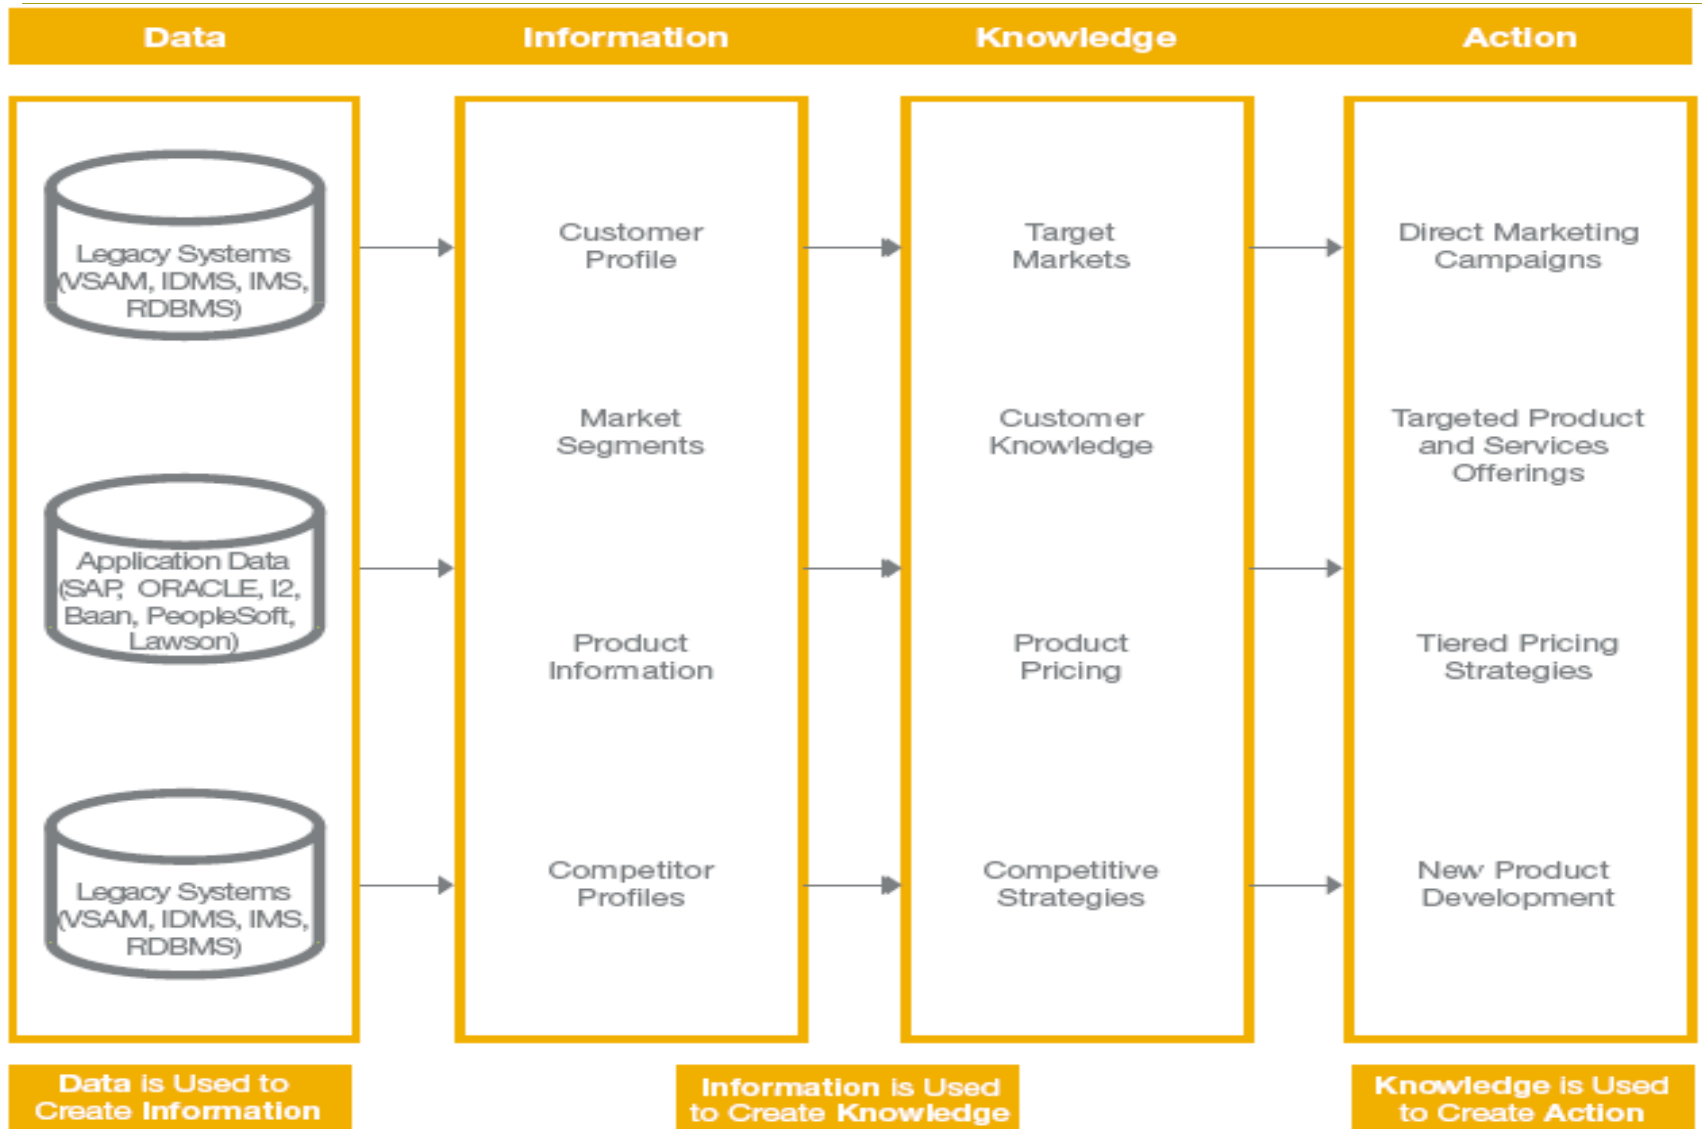 Data
Information
Knowledge
Action
Legacy Systems
(VSAM, IDMS, IMS,
RDBMS)
Application Data
(SAP, ORACLE, I2,
Baan, PeopleSoft,
Lawson)
Legacy Systems
(VSAM, IDMS, IMS,
RDBMS)
Customer
Profile
Market
Segments
Product
Information
Competitor
Profiles
Target
Markets
Customer
Knowledge
Product
Pricing
Competitive
Strategies
Direct Marketing
Campaigns
Targeted Product
and Services
Offerings
Tiered Pricing
Strategies
New Product
Development
Data is Used to
Create Information
Information is Used
to Create Knowledge
Knowledge is Used
to Create Action